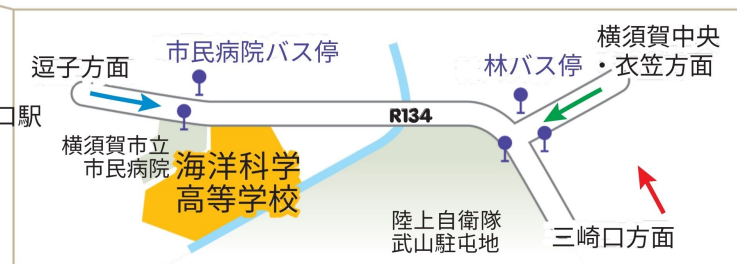 市民病院バス停
逗子方面
横須賀中央
・衣笠方面
林バス停
口駅
R134
横須賀市立
市民病院
海洋科学
高等学校
陸上自衛隊
武山駐屯地
三崎口方面